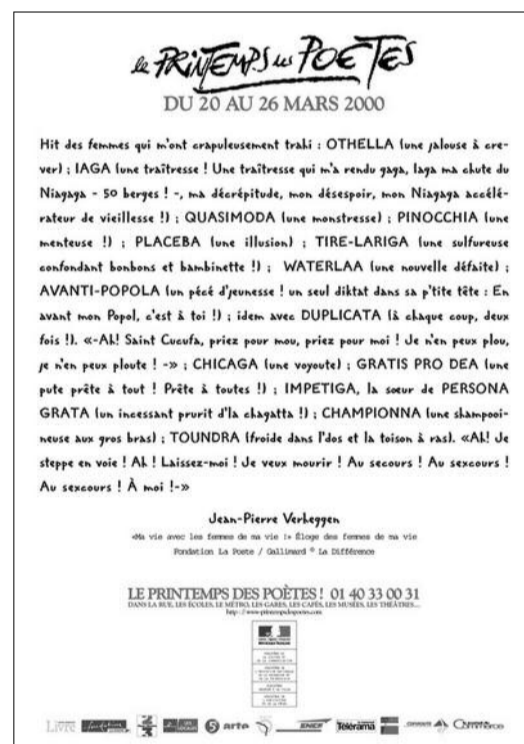 le PRINTEMPS des POETES
DU 20 AU 26 MARS 2000
Hit des femmes qui m'ont crapuleusement trahi : OTHELLA (une jalouse à cre-
ver) ; IAGA (une traîtresse ! Une traîtresse qui m'a rendu gaga, Iaga ma chute du
Niagaga - 50 berges ! -, ma décrépitude, mon désespoir, mon Niagaga accélé-
rateur de vieillesse !) ; QUASIMODA (une monstresse) ; PINOCCHIA (une
menteuse !) ; PLACEBA (une illusion) ; TIRE-LARIGA (une sulfureuse
confondant bonbons et bambinette !) ; WATERLAA (une nouvelle défaite) ;
AVANTI-POPOLA (un pécé d'jeunesse ! un seul diktat dans sa p'tite tête : En
avant mon Popol, c'est à toi !) ; idem avec DUPLICATA (à chaque coup, deux
fois !). «-Ah! Saint Cucufa, priez pour mou, priez pour moi ! Je n'en peux plou,
je n'en peux ploute ! -» ; CHICAGA (une voyoute) ; GRATIS PRO DEA (une
pute prête à tout ! Prête à toutes !) ; IMPETIGA, la sœur de PERSONA
GRATA (un incessant prurit d'la chagatta !) ; CHAMPIONNA (une shampooi-
neuse aux gros bras) ; TOUNDRA (froide dans l'dos et la toison à ras). «Ah! Je
steppe en voie ! Ah ! Laissez-moi ! Je veux mourir ! Au secours ! Au sexcours !
Au sexcours ! À moi !-»
Jean-Pierre Verheggen
«Ma vie avec les femmes de ma vie !» Éloge des femmes de ma vie
Fondation La Poste / Gallimard © La Différence
LE PRINTEMPS DES POÈTES ! 01 40 33 00 31
DANS LA RUE, LES ÉCOLES, LE MÉTRO, LES GARES, LES CAFÉS, LES MUSÉES, LES THÉÂTRES...
http://www.printempsdespoetes.com
Livre arte SNCF Télérama Commerces